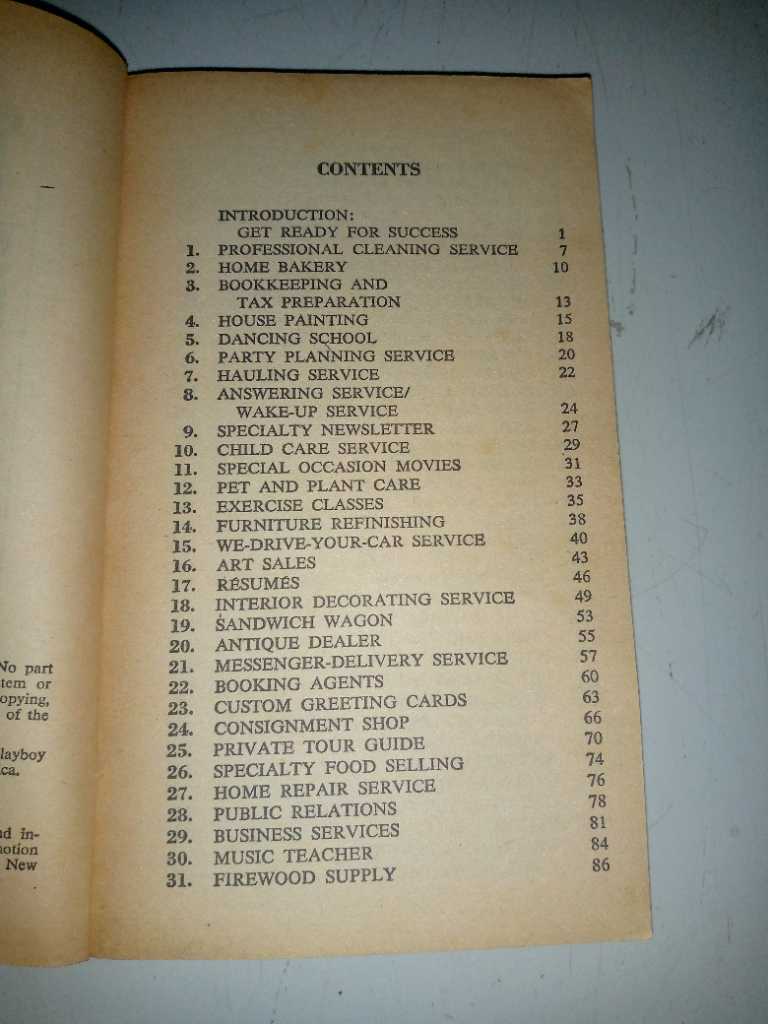 No part
tem or
opying,
of the
layboy
ca.
nd in-
notion
New
CONTENTS
INTRODUCTION:
GET READY FOR SUCCESS 1
1. PROFESSIONAL CLEANING SERVICE 7
2. HOME BAKERY 10
3. BOOKKEEPING AND
TAX PREPARATION 13
4. HOUSE PAINTING 15
5. DANCING SCHOOL 18
6. PARTY PLANNING SERVICE 20
7. HAULING SERVICE 22
8. ANSWERING SERVICE/
WAKE-UP SERVICE 24
9. SPECIALTY NEWSLETTER 27
10. CHILD CARE SERVICE 29
11. SPECIAL OCCASION MOVIES 31
12. PET AND PLANT CARE 33
13. EXERCISE CLASSES 35
14. FURNITURE REFINISHING 38
15. WE-DRIVE-YOUR-CAR SERVICE 40
16. ART SALES 43
17. RÉSUMÉS 46
18. INTERIOR DECORATING SERVICE 49
19. SANDWICH WAGON 53
20. ANTIQUE DEALER 55
21. MESSENGER-DELIVERY SERVICE 57
22. BOOKING AGENTS 60
23. CUSTOM GREETING CARDS 63
24. CONSIGNMENT SHOP 66
25. PRIVATE TOUR GUIDE 70
26. SPECIALTY FOOD SELLING 74
27. HOME REPAIR SERVICE 76
28. PUBLIC RELATIONS 78
29. BUSINESS SERVICES 81
30. MUSIC TEACHER 84
31. FIREWOOD SUPPLY 86